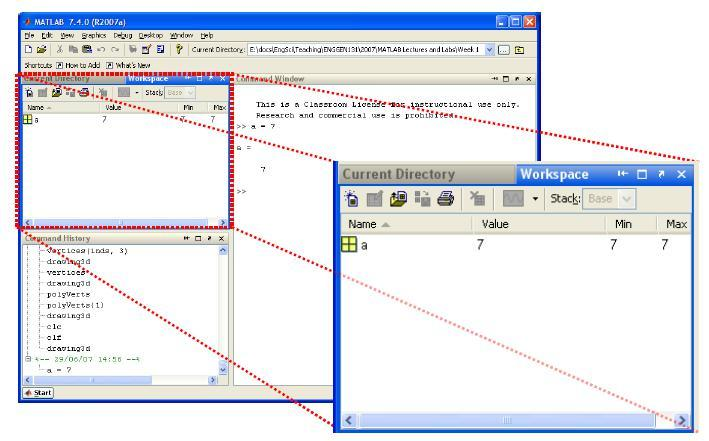 MATLAB 7.4.0 (R2007a)
File Edit View Graphics Debug Desktop Window Help
Current Directory: E:\docs\EngSci\Teaching\ENGGEN131\2007\MATLAB Lectures and Labs\Week 1
Shortcuts How to Add What's New
Current Directory Workspace
Stack: Base
Name Value Min Max
a 7 7 7
Command Window
This is a Classroom License for instructional use only.
Research and commercial use is prohibited.
>> a = 7
a =
7
>>
Command History
vertices(inds, 3)
drawing3d
vertices
drawing3d
polyVerts
polyVerts(1)
drawing3d
clc
clf
drawing3d
%-- 29/06/07 14:56 --%
a = 7
Start
Current Directory Workspace
Stack: Base
Name Value Min Max
a 7 7 7